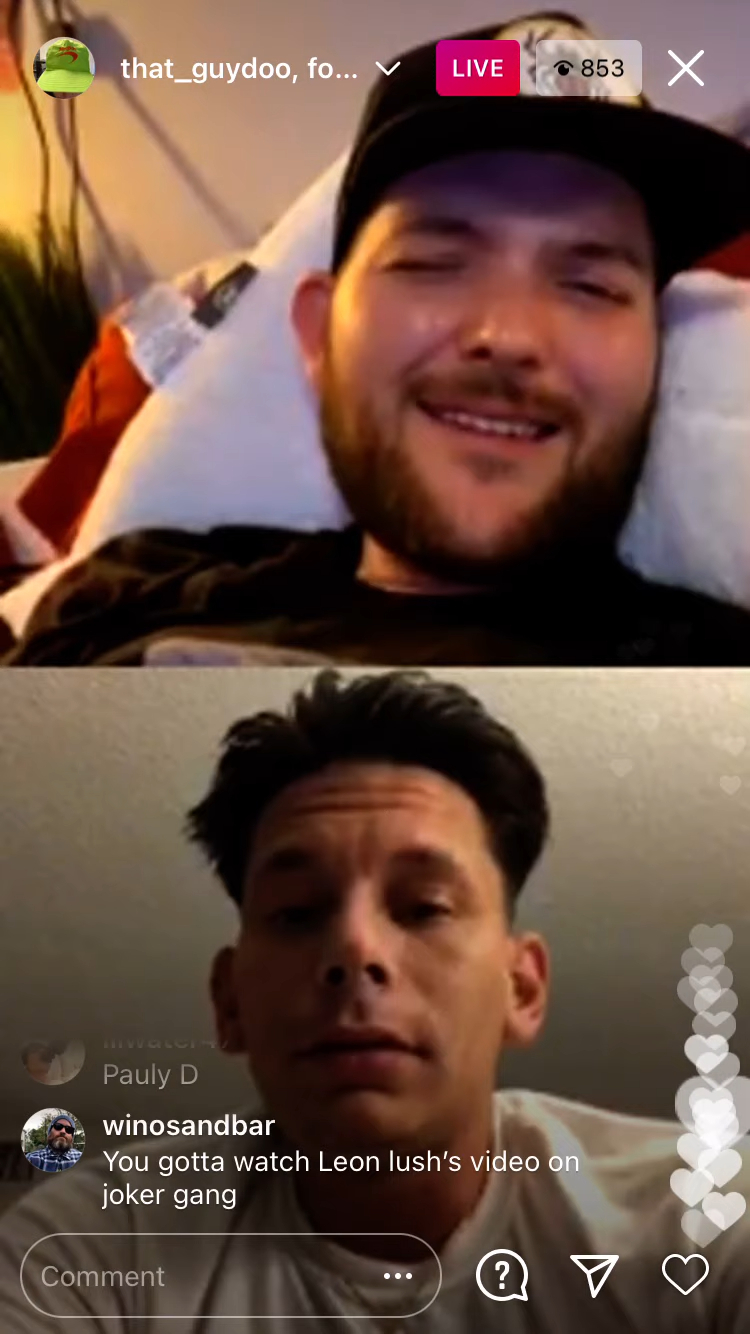 that_guydoo, fo...
LIVE
853
Pauly D
winosandbar
You gotta watch Leon lush's video on
joker gang
Comment